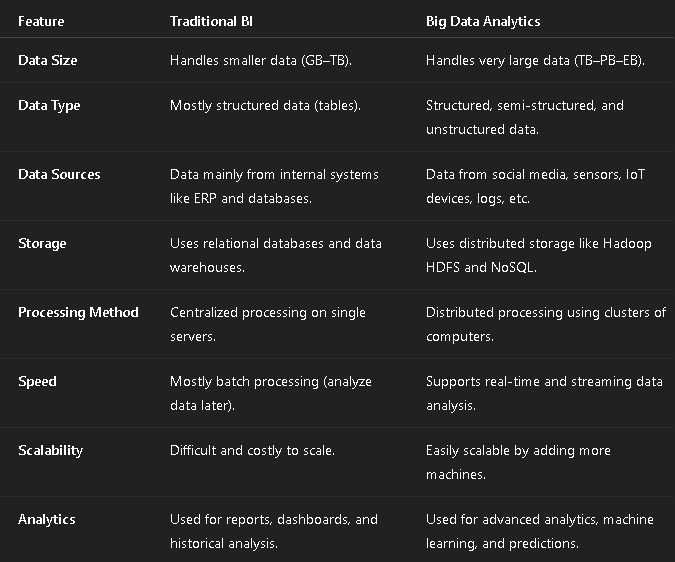 Feature Traditional BI Big Data Analytics
Data Size Handles smaller data (GB–TB). Handles very large data (TB–PB–EB).
Data Type Mostly structured data (tables). Structured, semi-structured, and
unstructured data.
Data Sources Data mainly from internal systems Data from social media, sensors, IoT
like ERP and databases. devices, logs, etc.
Storage Uses relational databases and data Uses distributed storage like Hadoop
warehouses. HDFS and NoSQL.
Processing Method Centralized processing on single Distributed processing using clusters of
servers. computers.
Speed Mostly batch processing (analyze Supports real-time and streaming data
data later). analysis.
Scalability Difficult and costly to scale. Easily scalable by adding more
machines.
Analytics Used for reports, dashboards, and Used for advanced analytics, machine
historical analysis. learning, and predictions.